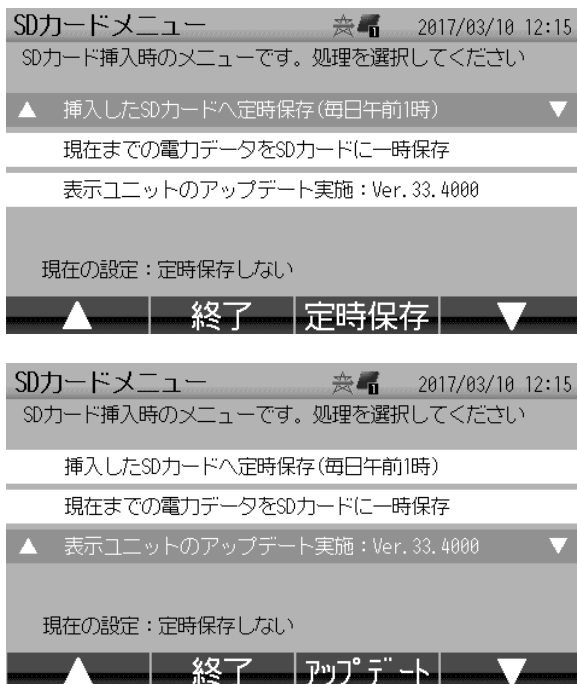 SDカードメニュー 1 2017/03/10 12:15
SDカード挿入時のメニューです。処理を選択してください
▲ 挿入したSDカードへ定時保存(毎日午前1時) ▼
現在までの電力データをSDカードに一時保存
表示ユニットのアップデート実施：Ver.33.4000
現在の設定：定時保存しない
▲ 終了 定時保存 ▼
SDカードメニュー 1 2017/03/10 12:15
SDカード挿入時のメニューです。処理を選択してください
挿入したSDカードへ定時保存(毎日午前1時)
現在までの電力データをSDカードに一時保存
▲ 表示ユニットのアップデート実施：Ver.33.4000 ▼
現在の設定：定時保存しない
▲ 終了 アップデート ▼